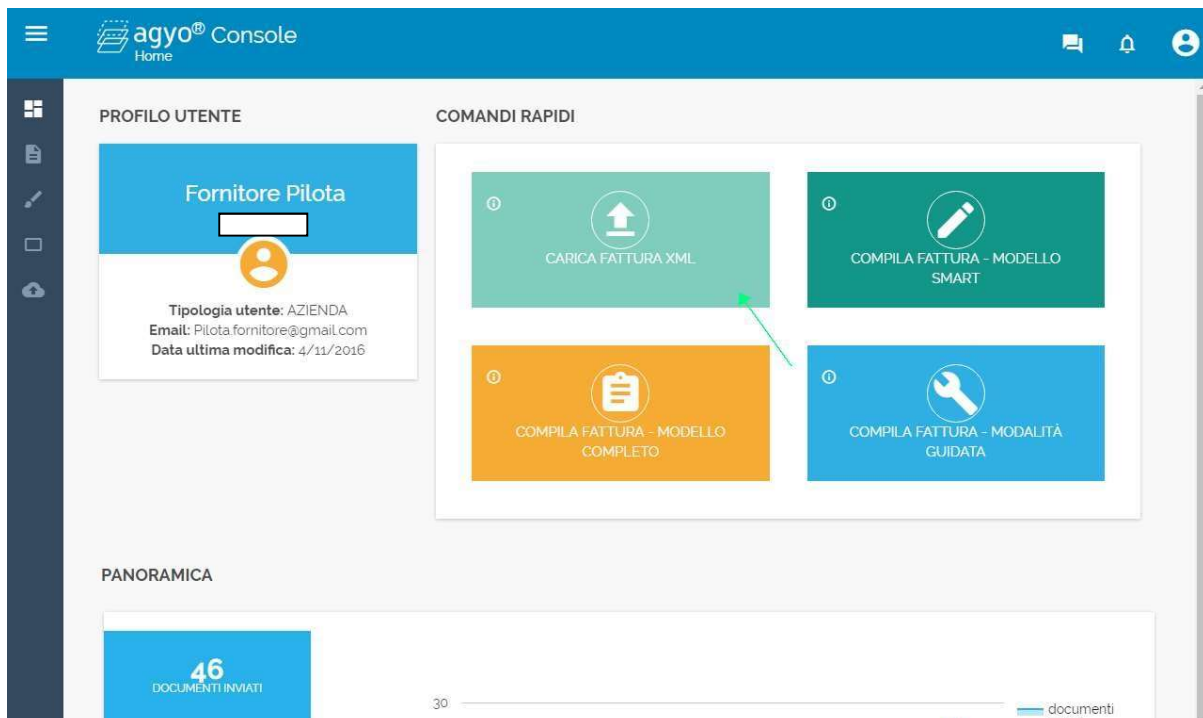 agyo® Console
Home
PROFILO UTENTE
COMANDI RAPIDI
Fornitore Pilota
Tipologia utente: AZIENDA
Email: Pilota.fornitore@gmail.com
Data ultima modifica: 4/11/2016
CARICA FATTURA XML
COMPILA FATTURA - MODELLO
SMART
COMPILA FATTURA - MODELLO
COMPLETO
COMPILA FATTURA - MODALITÀ
GUIDATA
PANORAMICA
46
DOCUMENTI INVIATI
30
documenti